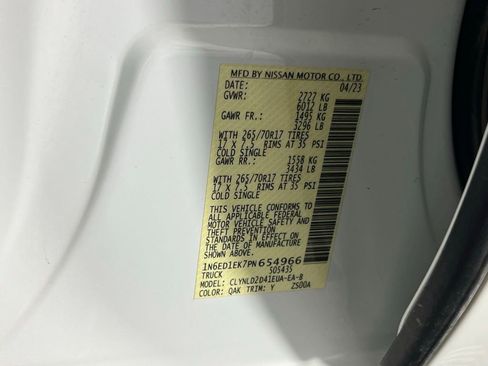 MFD BY NISSAN MOTOR CO., LTD.
DATE: 04/23
GVWR: 2727 KG
6012 LB
GAWR FR.: 1495 KG
3296 LB
WITH 265/70R17 TIRES
17 X 7.5 RIMS AT 35 PSI
COLD SINGLE
GAWR RR.: 1558 KG
3434 LB
WITH 265/70R17 TIRES
17 X 7.5 RIMS AT 35 PSI
COLD SINGLE
THIS VEHICLE CONFORMS TO
ALL APPLICABLE FEDERAL
MOTOR VEHICLE SAFETY AND
THEFT PREVENTION
STANDARDS IN EFFECT ON
THE DATE OF MANUFACTURE
SHOWN ABOVE.
1N6ED1EK7PN654966
TRUCK 505435
MODEL: CLYNLD2D41EUA-EA-B
COLOR: QAK TRIM: Y ZS00A